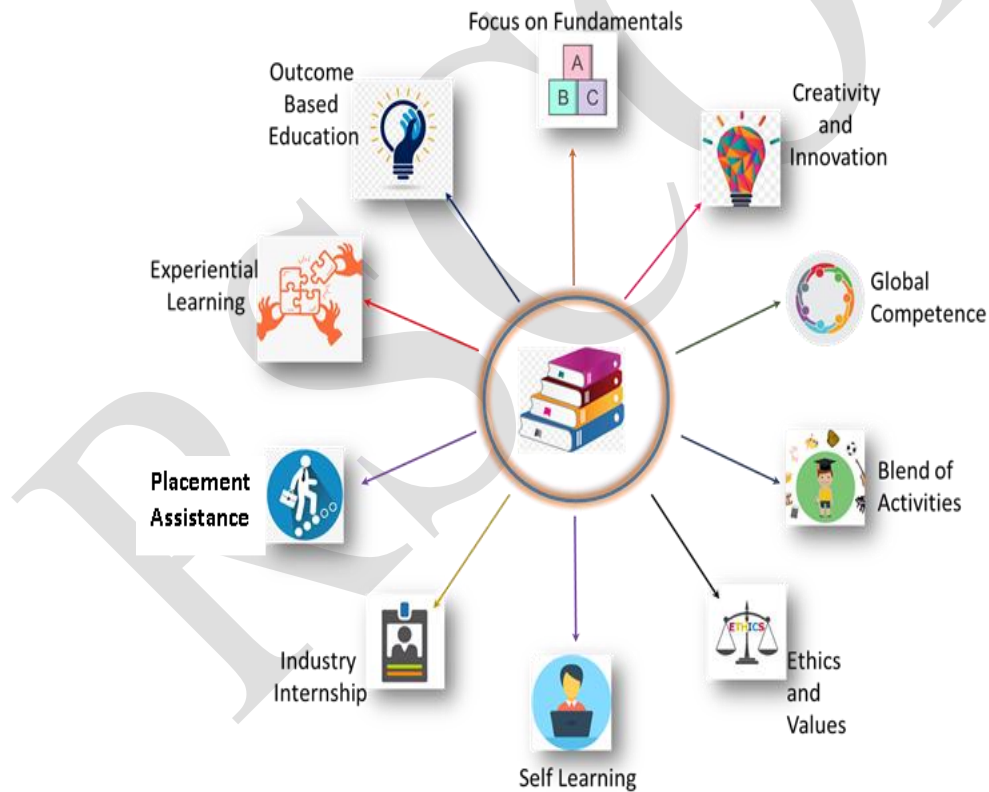 Focus on Fundamentals
A
B C
Outcome
Based
Education
Creativity
and
Innovation
Experiential
Learning
Global
Competence
Placement
Assistance
Blend of
Activities
ETHICS
Industry
Internship
Ethics
and
Values
Self Learning